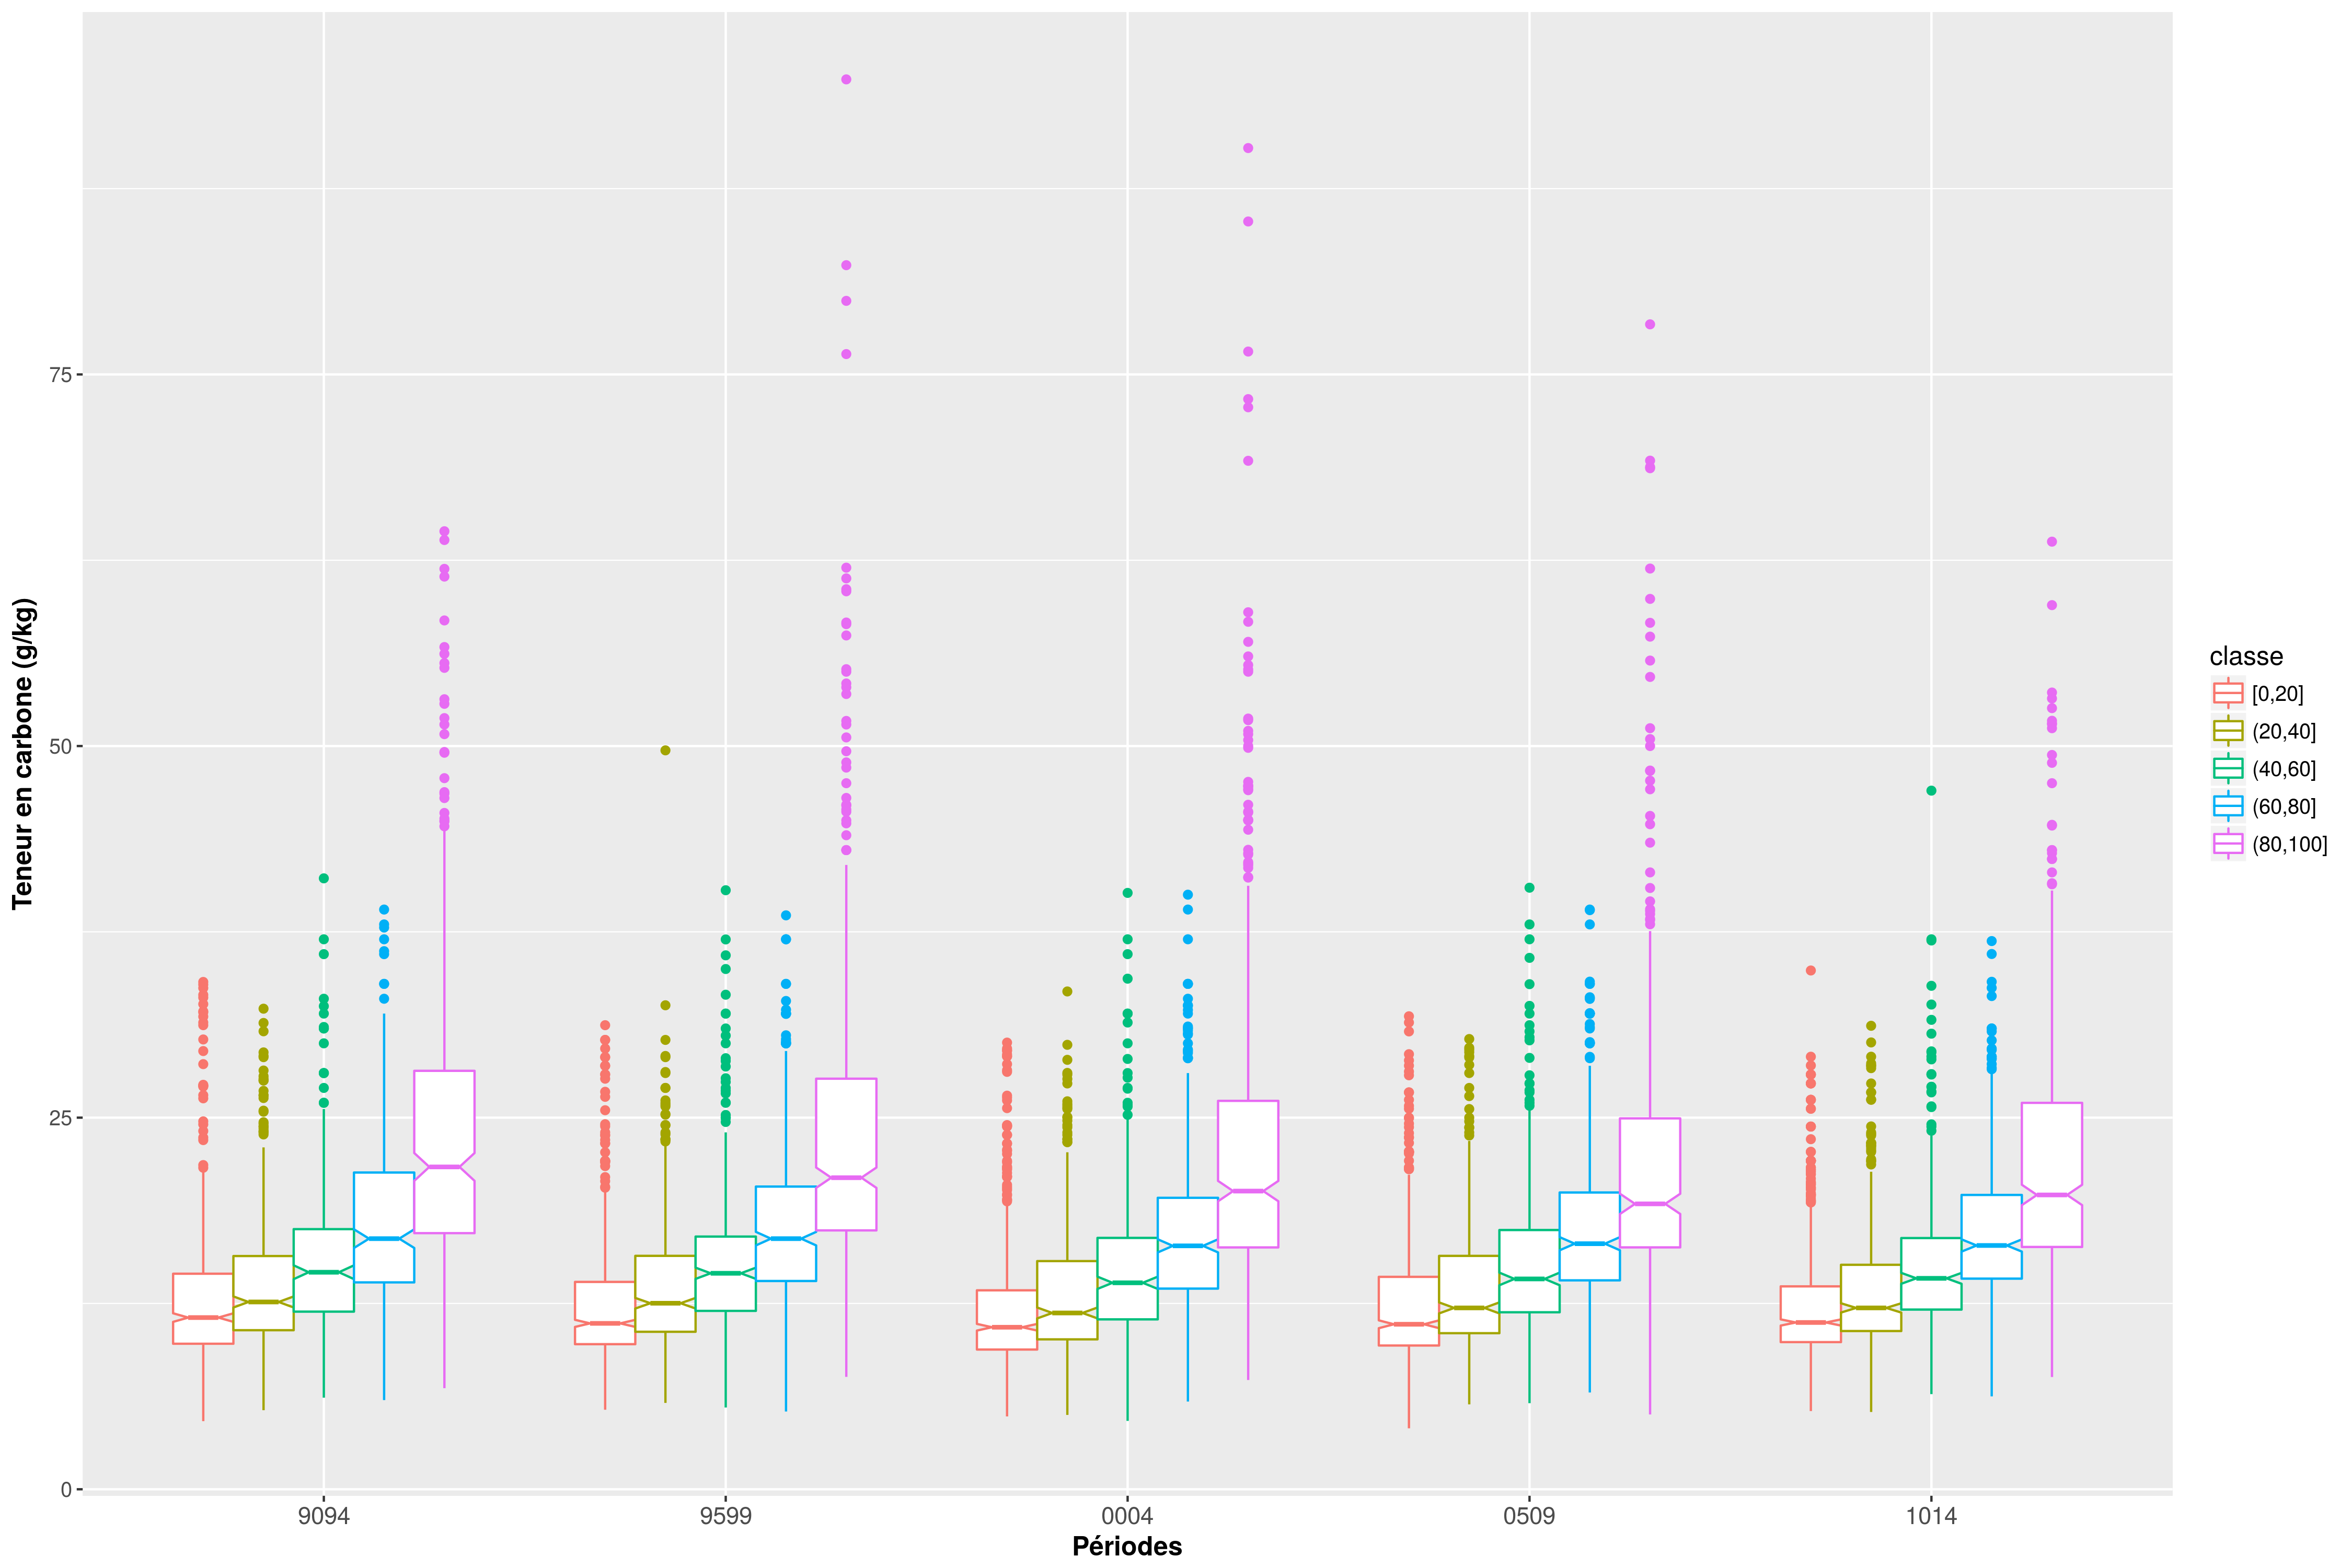 Teneur en carbone (g/kg)
75
50
25
0
9094 9599 0004 0509 1014
Périodes
classe
[0,20]
(20,40]
(40,60]
(60,80]
(80,100]